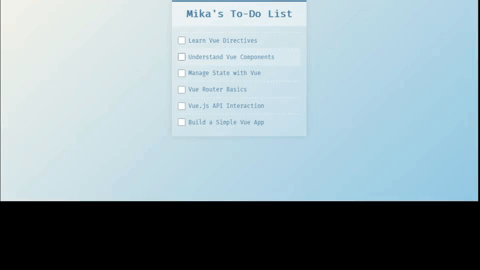 Mika's To-Do List
Learn Vue Directives
Understand Vue Components
Manage State with Vue
Vue Router Basics
Vue.js API Interaction
Build a Simple Vue App